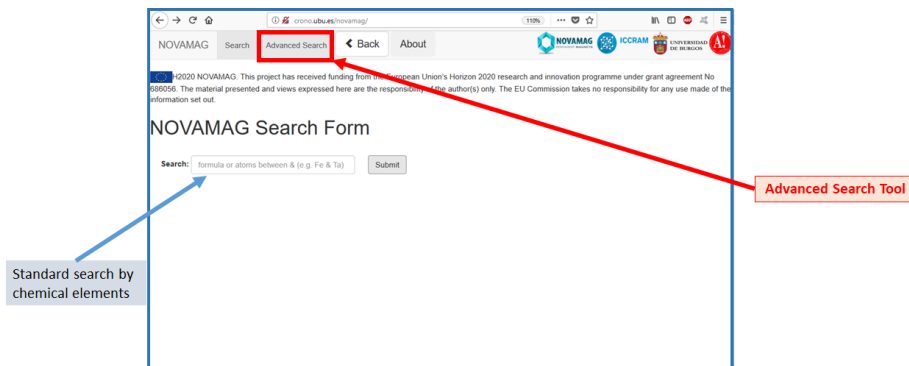 110%
crono.ubu.es/novamag/
NOVAMAG Search Advanced Search Back About
NOVAMAG ICCRAM UNIVERSIDAD DE BURGOS A!
H2020 NOVAMAG. This project has received funding from the European Union's Horizon 2020 research and innovation programme under grant agreement No
686056. The material presented and views expressed here are the responsibility of the author(s) only. The EU Commission takes no responsibility for any use made of the
information set out.
NOVAMAG Search Form
Search: formula or atoms between & (e.g. Fe & Ta) Submit
Advanced Search Tool
Standard search by
chemical elements